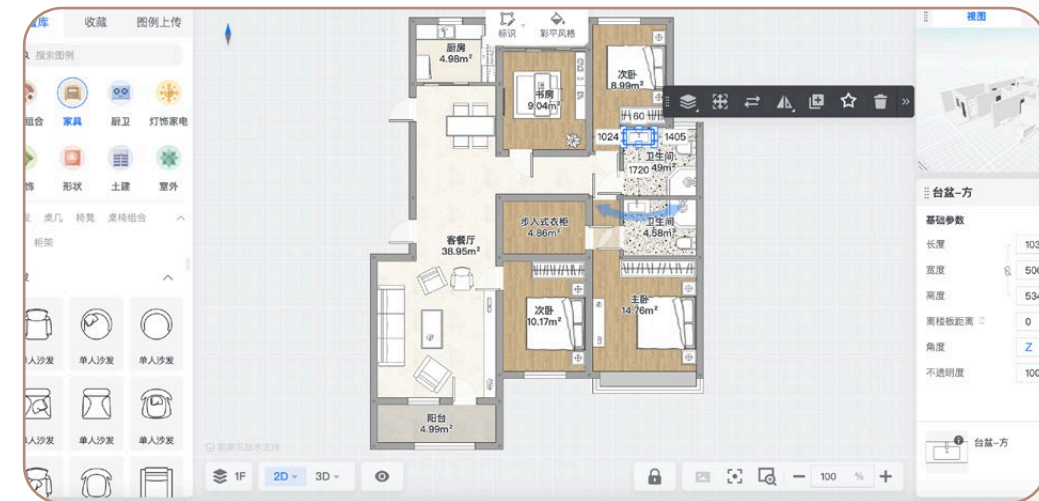 库
收藏
图例上传
搜索图例
组合
家具
厨卫
灯饰家电
饰
形状
土建
室外
桌几
椅凳
桌椅组合
柜架
单人沙发
单人沙发
单人沙发
人沙发
单人沙发
单人沙发
标识
彩平风格
厨房
4.98m²
书房
9.04m²
次卧
8.99m²
60
1024
1405
卫生间
1720
49m²
步入式衣柜
4.86m²
卫生间
4.58m²
客餐厅
38.95m²
次卧
10.17m²
主卧
14.76m²
阳台
4.99m²
1F
2D
3D
100
%
视图
台盆-方
基础参数
长度
103
宽度
500
高度
534
离楼板距离
0
角度
Z
不透明度
100
台盆-方